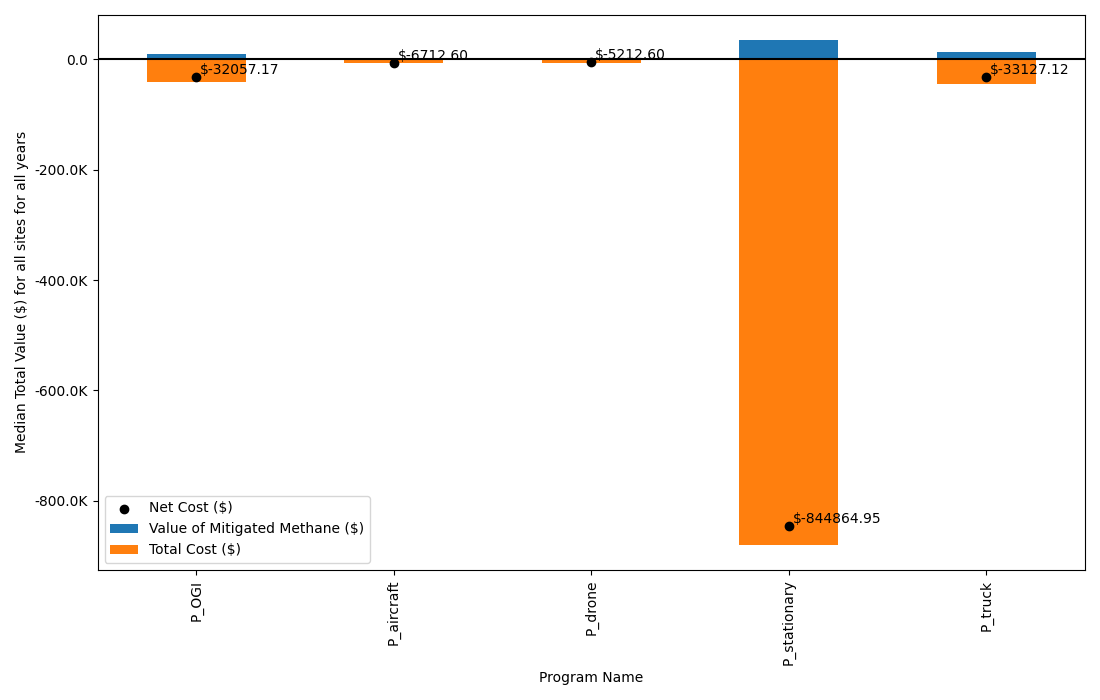 Median Total Value ($) for all sites for all years
0.0
-200.0K
-400.0K
-600.0K
-800.0K
$-32057.17
$-6712.60
$-5212.60
$-844864.95
$-33127.12
Net Cost ($)
Value of Mitigated Methane ($)
Total Cost ($)
P_OGI
P_aircraft
P_drone
P_stationary
P_truck
Program Name